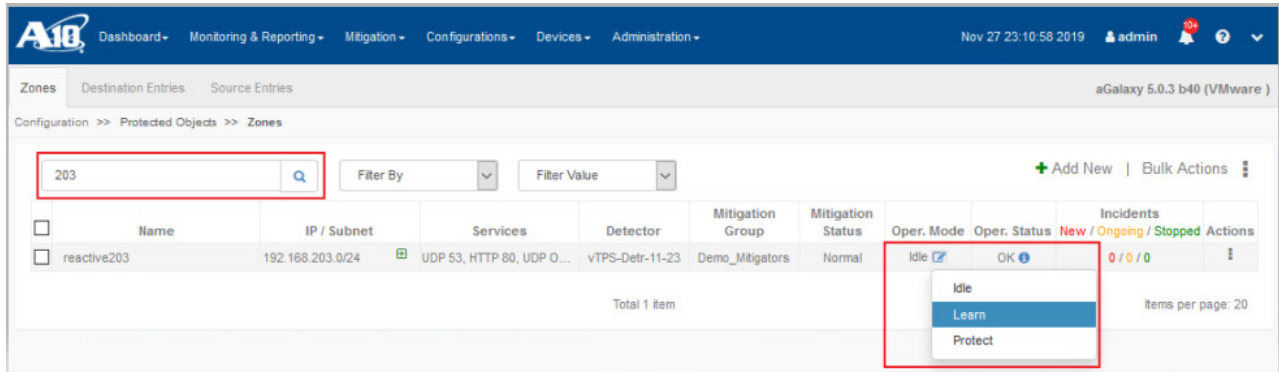 A10 Dashboard Monitoring & Reporting Mitigation Configurations Devices Administration Nov 27 23:10:58 2019 admin 10+
Zones Destination Entries Source Entries aGalaxy 5.0.3 b40 (VMware )
Configuration >> Protected Objects >> Zones
203 Filter By Filter Value + Add New | Bulk Actions
Name IP / Subnet Services Detector Mitigation Group Mitigation Status Oper. Mode Oper. Status Incidents New / Ongoing / Stopped Actions
reactive203 192.168.203.0/24 UDP 53, HTTP 80, UDP O... vTPS-Detr-11-23 Demo_Mitigators Normal Idle OK 0 / 0 / 0
Idle
Learn
Protect
Total 1 item Items per page: 20